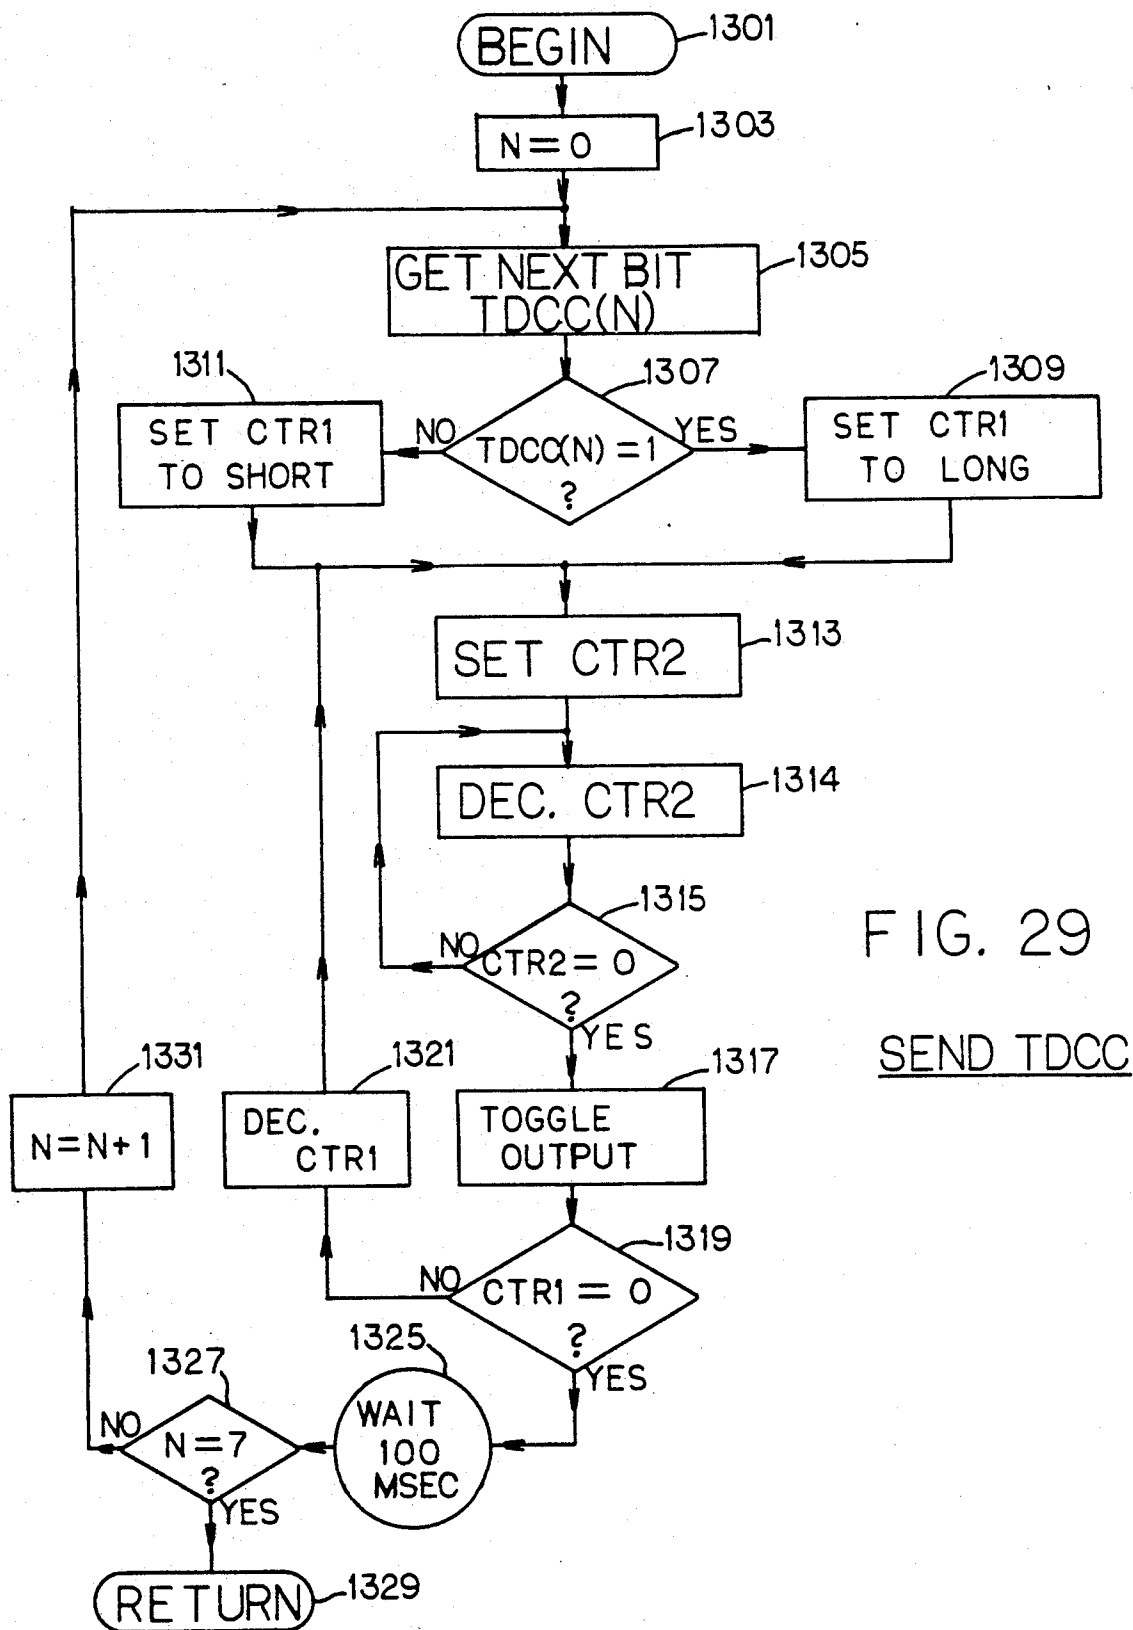 BEGIN
1301
N = 0
1303
GET NEXT BIT
TDCC(N)
1305
1311
1307
1309
SET CTR1
TO SHORT
NO
TDCC(N) = 1
?
YES
SET CTR1
TO LONG
SET CTR2
1313
DEC. CTR2
1314
1315
NO
CTR2 = 0
?
YES
FIG. 29
SEND TDCC
1331
N = N + 1
1321
DEC.
CTR1
1317
TOGGLE
OUTPUT
1319
NO
CTR1 = 0
?
YES
1325
WAIT
100
MSEC
1327
NO
N = 7
?
YES
RETURN
1329